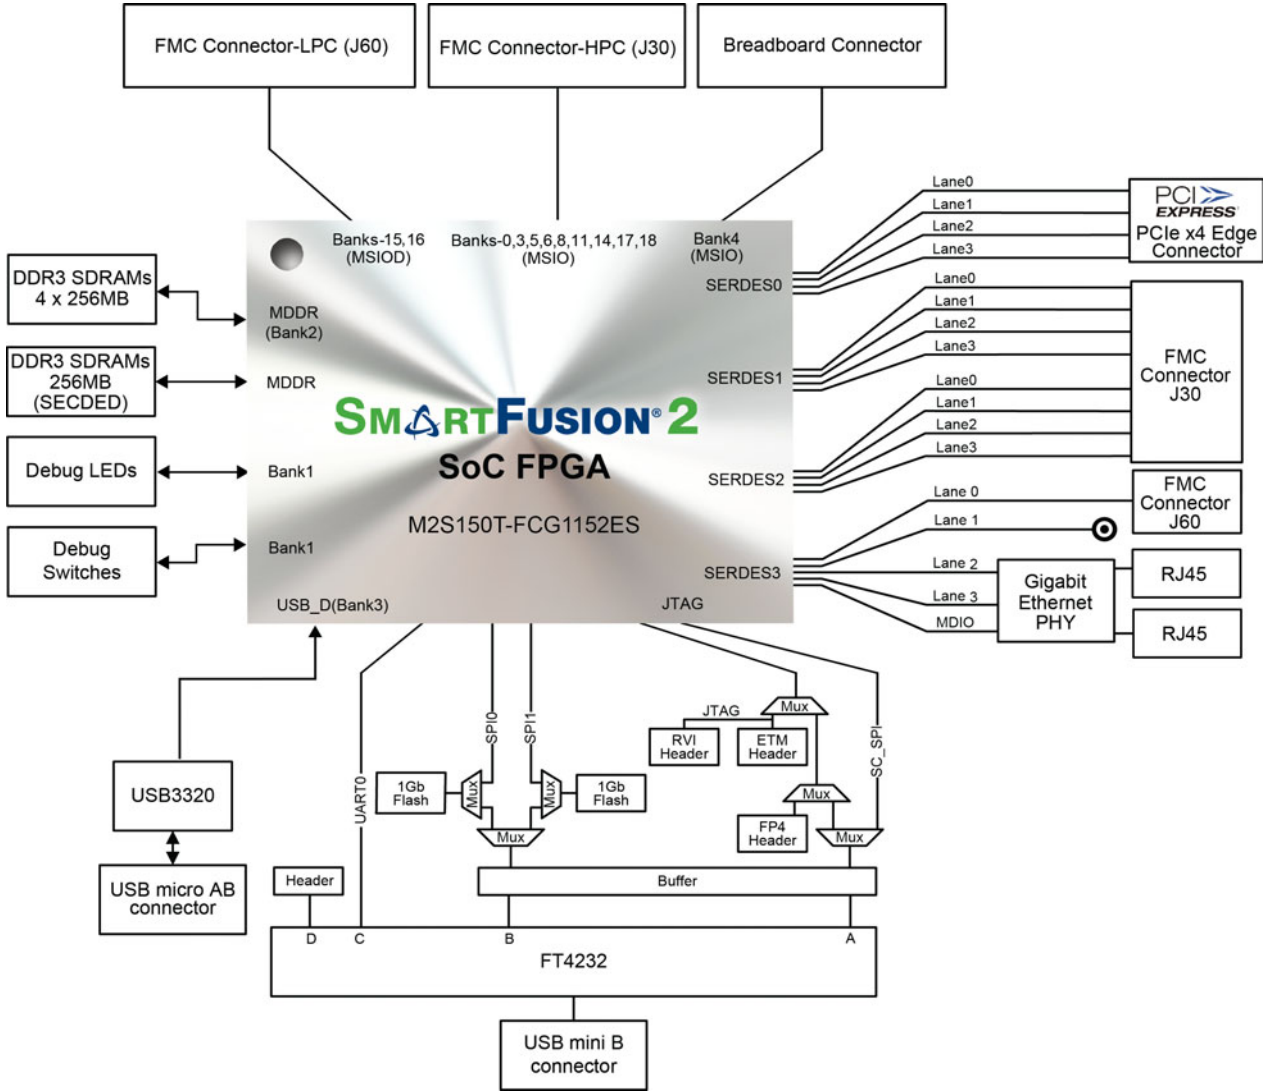 FMC Connector-LPC (J60)
FMC Connector-HPC (J30)
Breadboard Connector
Banks-15,16
(MSIOD)
Banks-0,3,5,6,8,11,14,17,18
(MSIO)
Bank4
(MSIO)
DDR3 SDRAMs
4 x 256MB
MDDR
(Bank2)
DDR3 SDRAMs
256MB
(SECDED)
MDDR
Debug LEDs
Bank1
Debug
Switches
Bank1
USB_D(Bank3)
SMARTFUSION® 2
SoC FPGA
M2S150T-FCG1152ES
SERDES0
Lane0
Lane1
Lane2
Lane3
PCI
EXPRESS®
PCIe x4 Edge
Connector
SERDES1
Lane0
Lane1
Lane2
Lane3
SERDES2
Lane0
Lane1
Lane2
Lane3
FMC
Connector
J30
SERDES3
Lane 0
Lane 1
Lane 2
Lane 3
MDIO
FMC
Connector
J60
Gigabit
Ethernet
PHY
RJ45
RJ45
JTAG
USB3320
USB micro AB
connector
UART0
SPI0
SPI1
1Gb
Flash
Mux
Mux
1Gb
Flash
Mux
JTAG
Mux
RVI
Header
ETM
Header
SC_SPI
Mux
FP4
Header
Mux
Header
Buffer
D
C
B
A
FT4232
USB mini B
connector